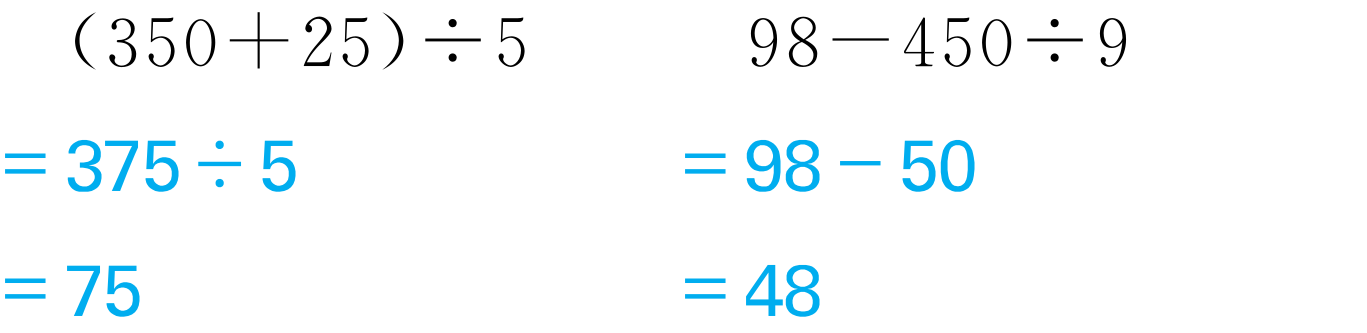 (350+25)÷5 98-450÷9
= 375 ÷ 5 = 98 - 50
= 75 = 48